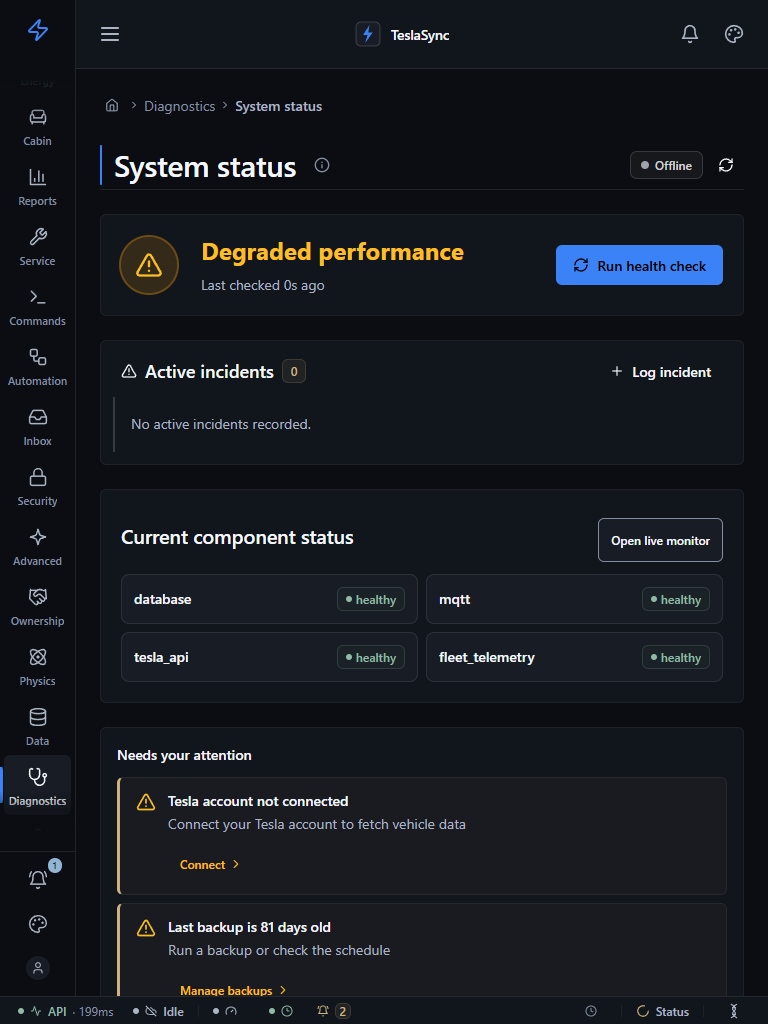 TeslaSync
Diagnostics
System status
System status
Offline
Degraded performance
Last checked 0s ago
Run health check
Active incidents
0
Log incident
No active incidents recorded.
Current component status
Open live monitor
database
healthy
mqtt
healthy
tesla_api
healthy
fleet_telemetry
healthy
Needs your attention
Tesla account not connected
Connect your Tesla account to fetch vehicle data
Connect
Last backup is 81 days old
Run a backup or check the schedule
Manage backups
Energy
Cabin
Reports
Service
Commands
Automation
Inbox
Security
Advanced
Ownership
Physics
Data
Diagnostics
1
API · 199ms
Idle
2
Status